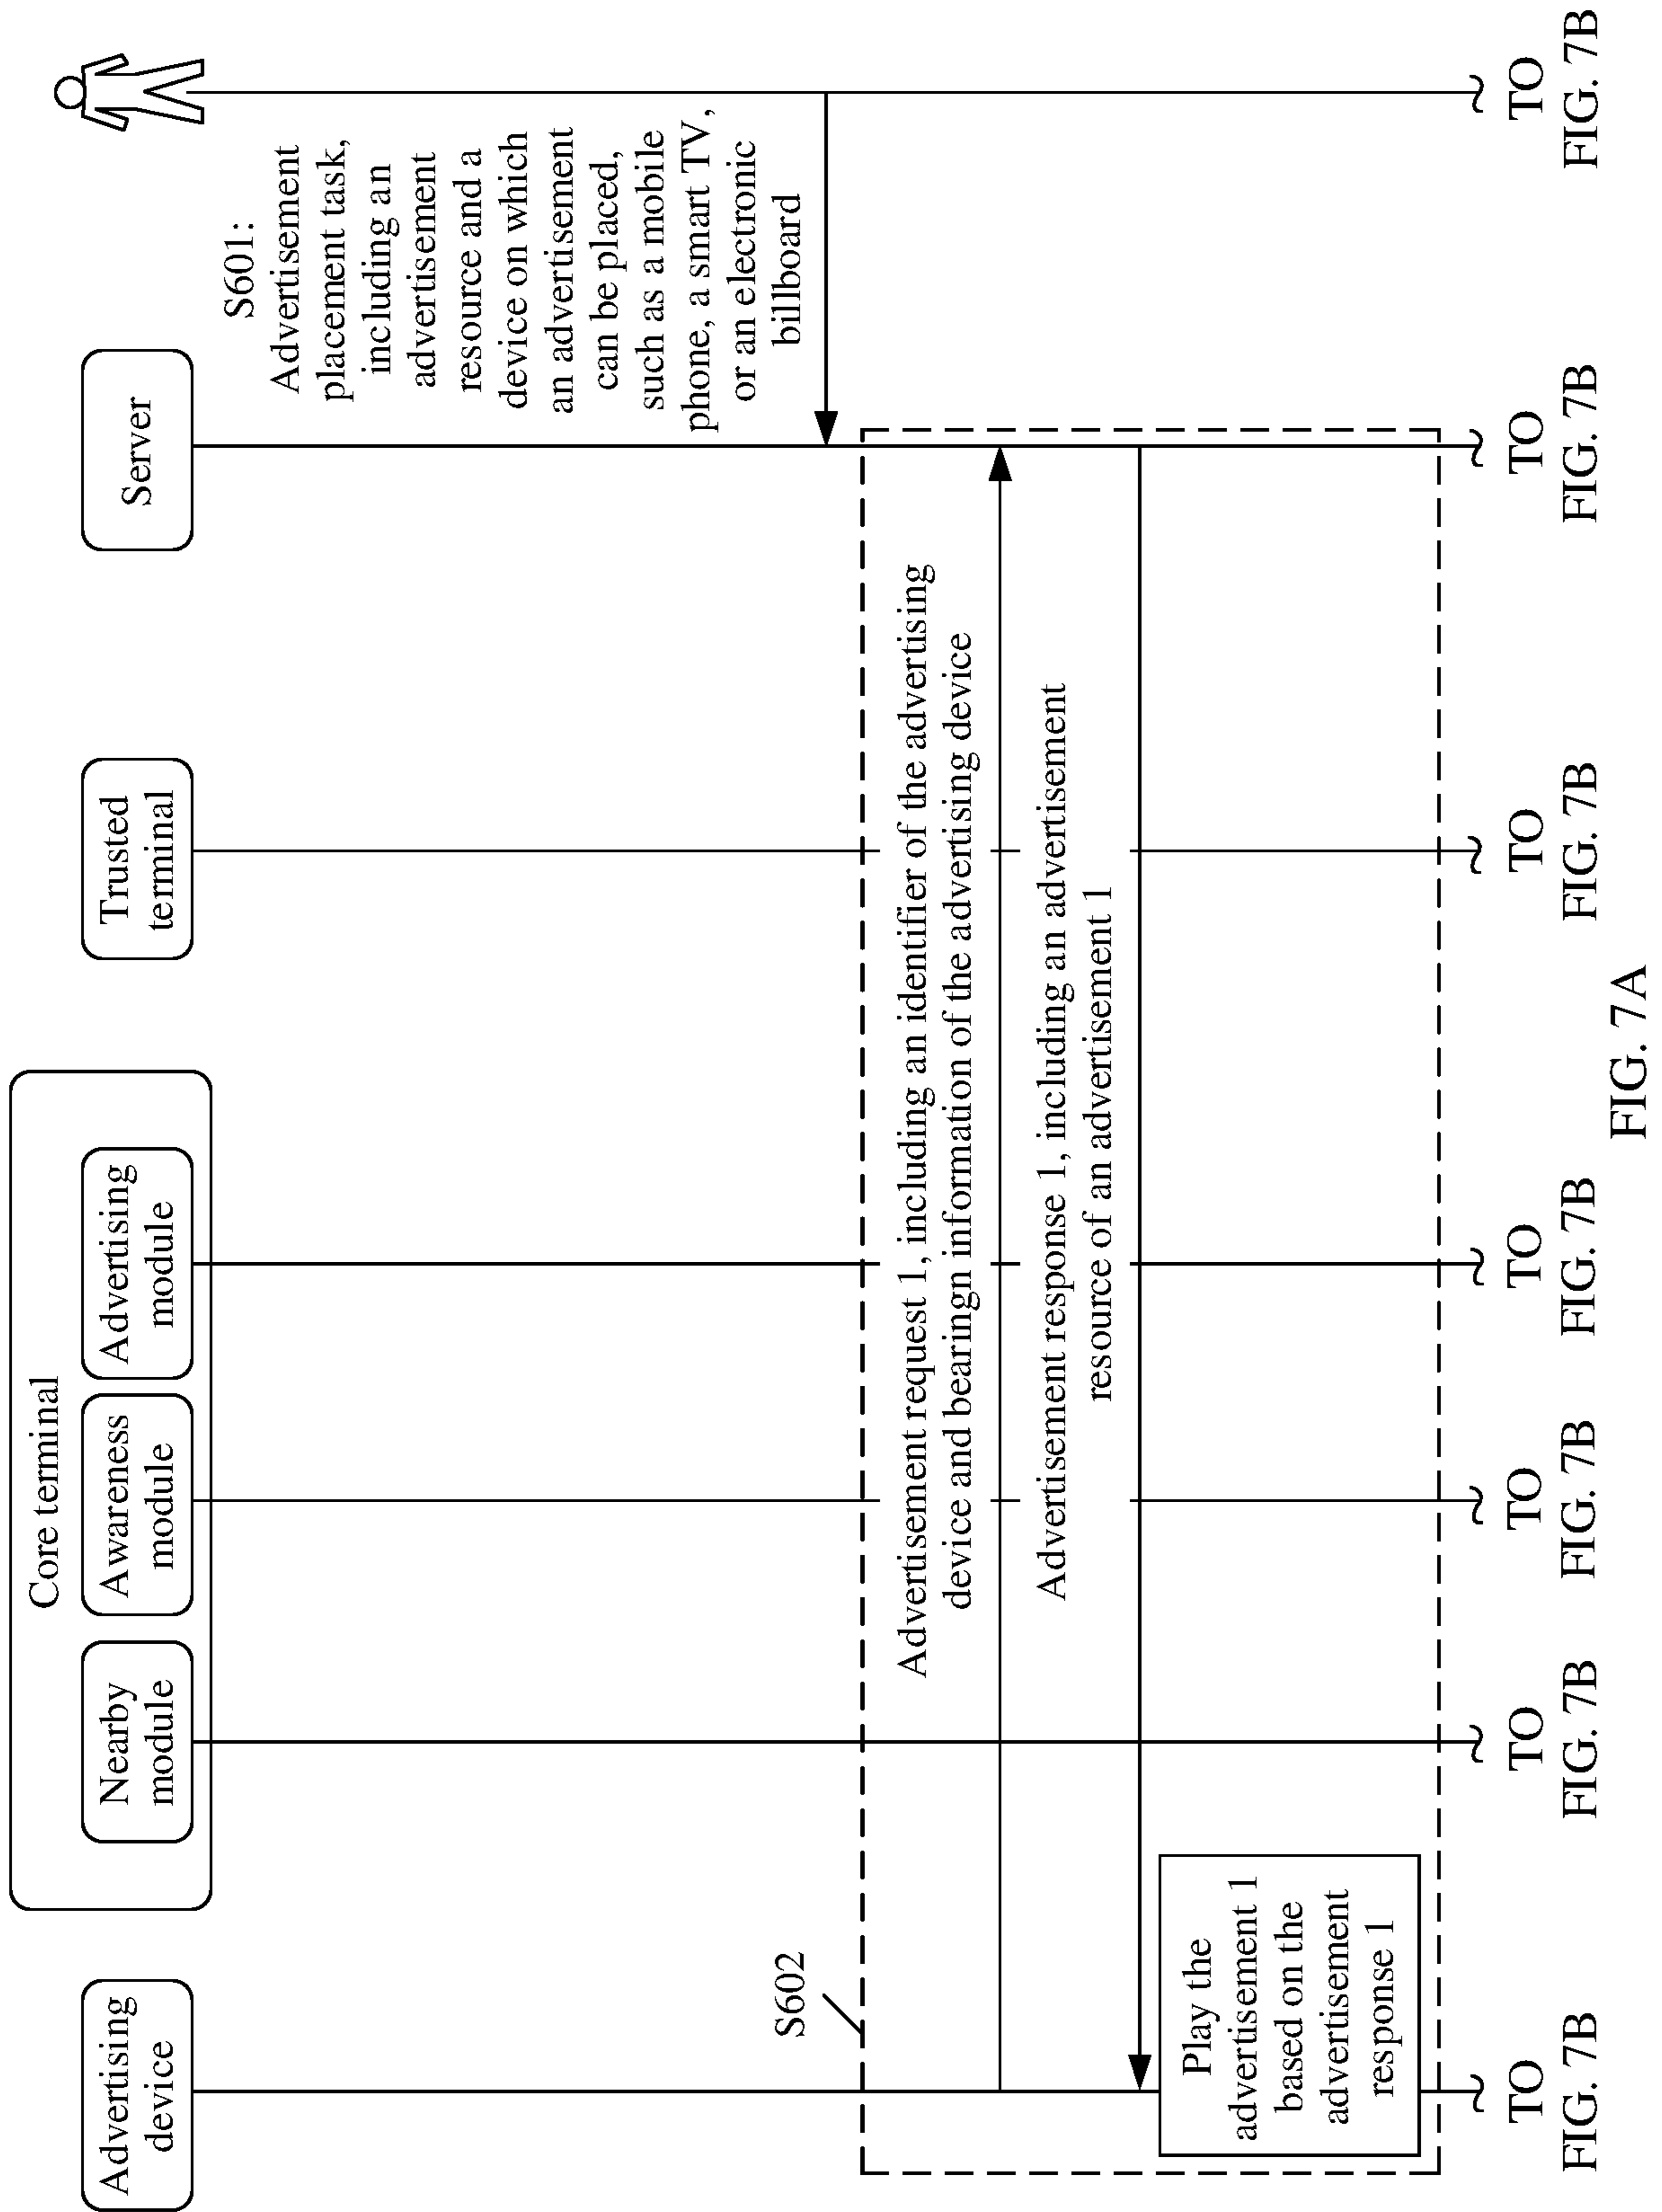 Core terminal
Advertising
device
Nearby
module
Awareness
module
Advertising
module
Trusted
terminal
Server
S601:
Advertisement
placement task,
including an
advertisement
resource and a
device on which
an advertisement
can be placed,
such as a mobile
phone, a smart TV,
or an electronic
billboard
S602
Advertisement request 1, including an identifier of the advertising
device and bearingn information of the advertising device
Advertisement response 1, including an advertisement
resource of an advertisement 1
Play the
advertisement 1
based on the
advertisement
response 1
TO
FIG. 7B
TO
FIG. 7B
TO
FIG. 7B
TO
FIG. 7B
TO
FIG. 7B
TO
FIG. 7B
TO
FIG. 7B
FIG. 7A